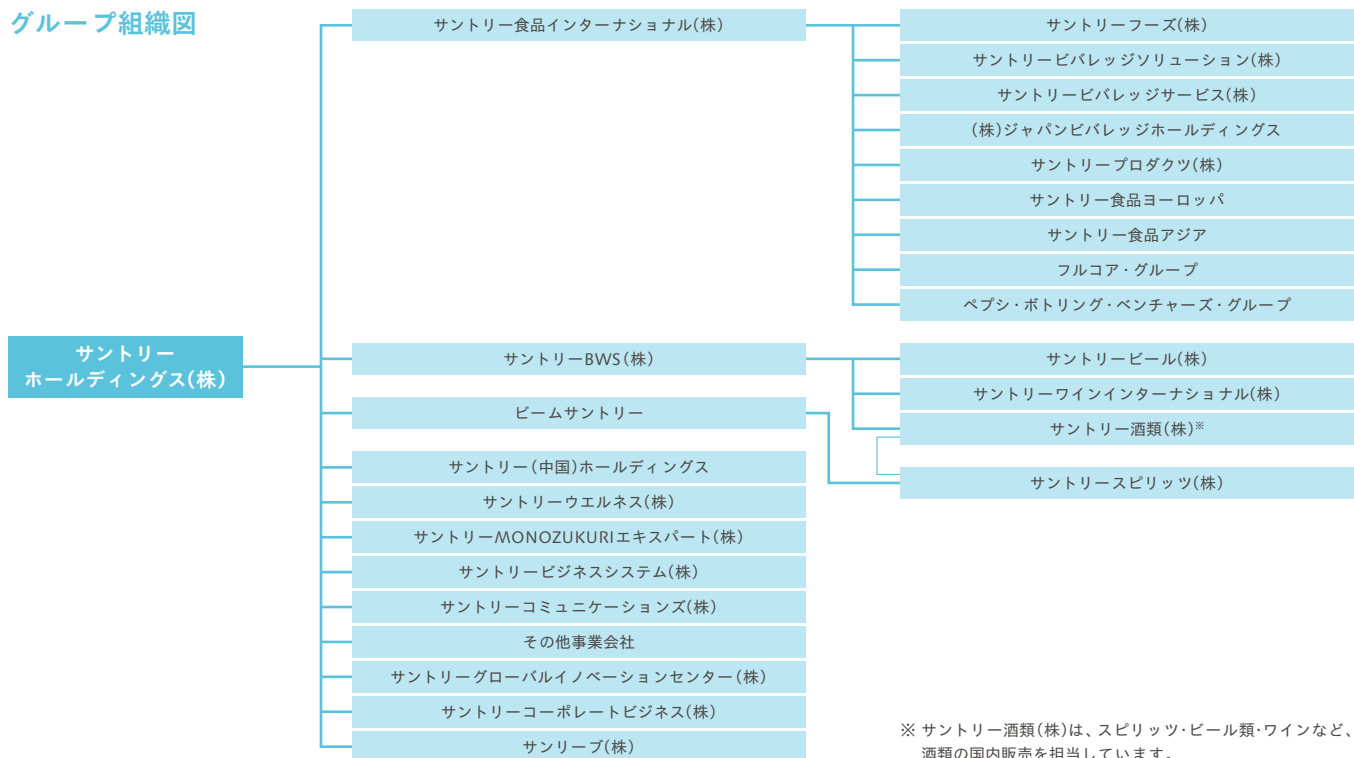 グループ組織図
サントリー食品インターナショナル(株)
サントリーフーズ(株)
サントリービバレッジソリューション(株)
サントリービバレッジサービス(株)
(株)ジャパンビバレッジホールディングス
サントリープロダクツ(株)
サントリー食品ヨーロッパ
サントリー食品アジア
フルコア・グループ
ペプシ・ボトリング・ベンチャーズ・グループ
サントリー
ホールディングス(株)
サントリーBWS(株)
サントリービール(株)
サントリーワインインターナショナル(株)
サントリー酒類(株)※
ビームサントリー
サントリースピリッツ(株)
サントリー(中国)ホールディングス
サントリーウエルネス(株)
サントリーMONOZUKURIエキスパート(株)
サントリービジネスシステム(株)
サントリーコミュニケーションズ(株)
その他事業会社
サントリーグローバルイノベーションセンター(株)
サントリーコーポレートビジネス(株)
サンリーブ(株)
※ サントリー酒類(株)は、スピリッツ・ビール類・ワインなど、
酒類の国内販売を担当しています。